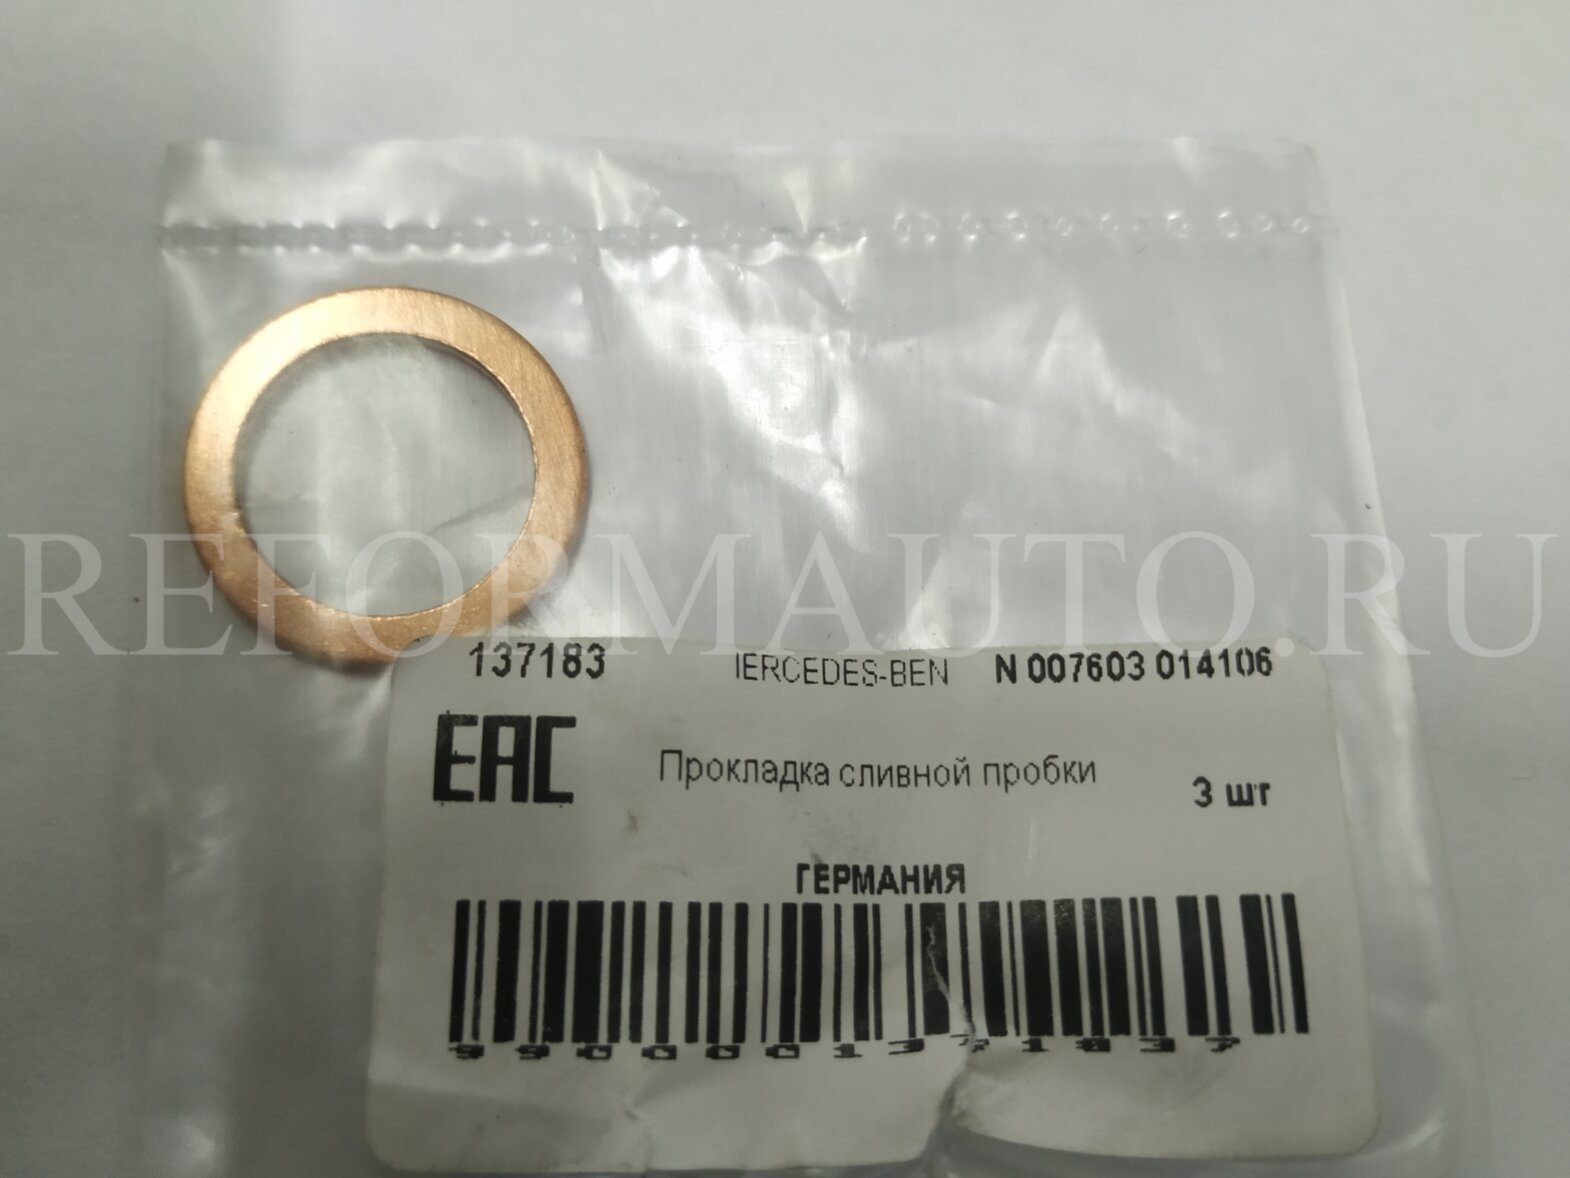 REFORMAUTO.RU
137183 IERCEDES-BEN N 007603 014106
EAC
Прокладка сливной пробки
3 шт
ГЕРМАНИЯ